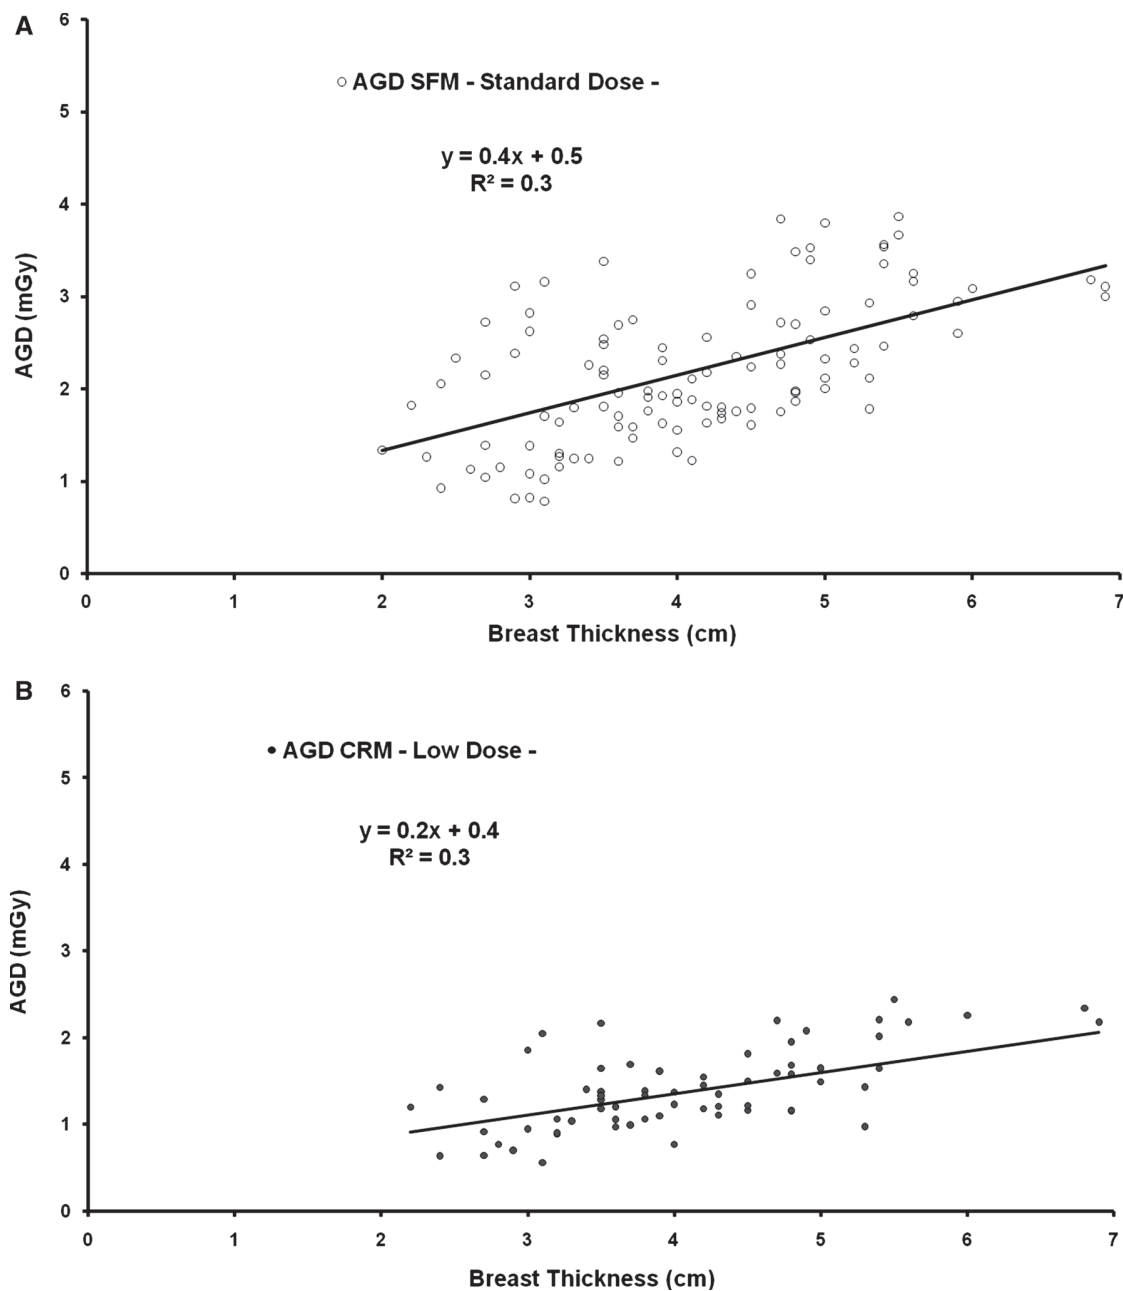 A
6
AGD SFM - Standard Dose -
5
y = 0.4x + 0.5
R² = 0.3
4
AGD (mGy)
3
2
1
0
0 1 2 3 4 5 6 7
Breast Thickness (cm)
B
6
AGD CRM - Low Dose -
5
y = 0.2x + 0.4
R² = 0.3
4
AGD (mGy)
3
2
1
0
0 1 2 3 4 5 6 7
Breast Thickness (cm)